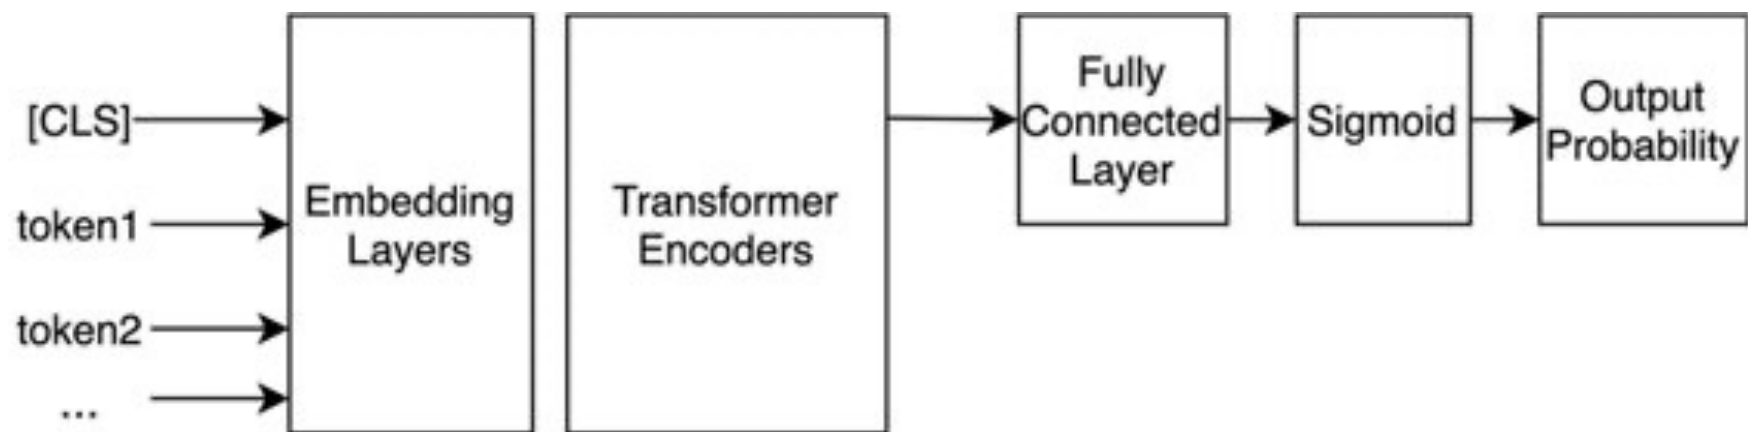 [CLS]
token1
token2
...
Embedding
Layers
Transformer
Encoders
Fully
Connected
Layer
Sigmoid
Output
Probability